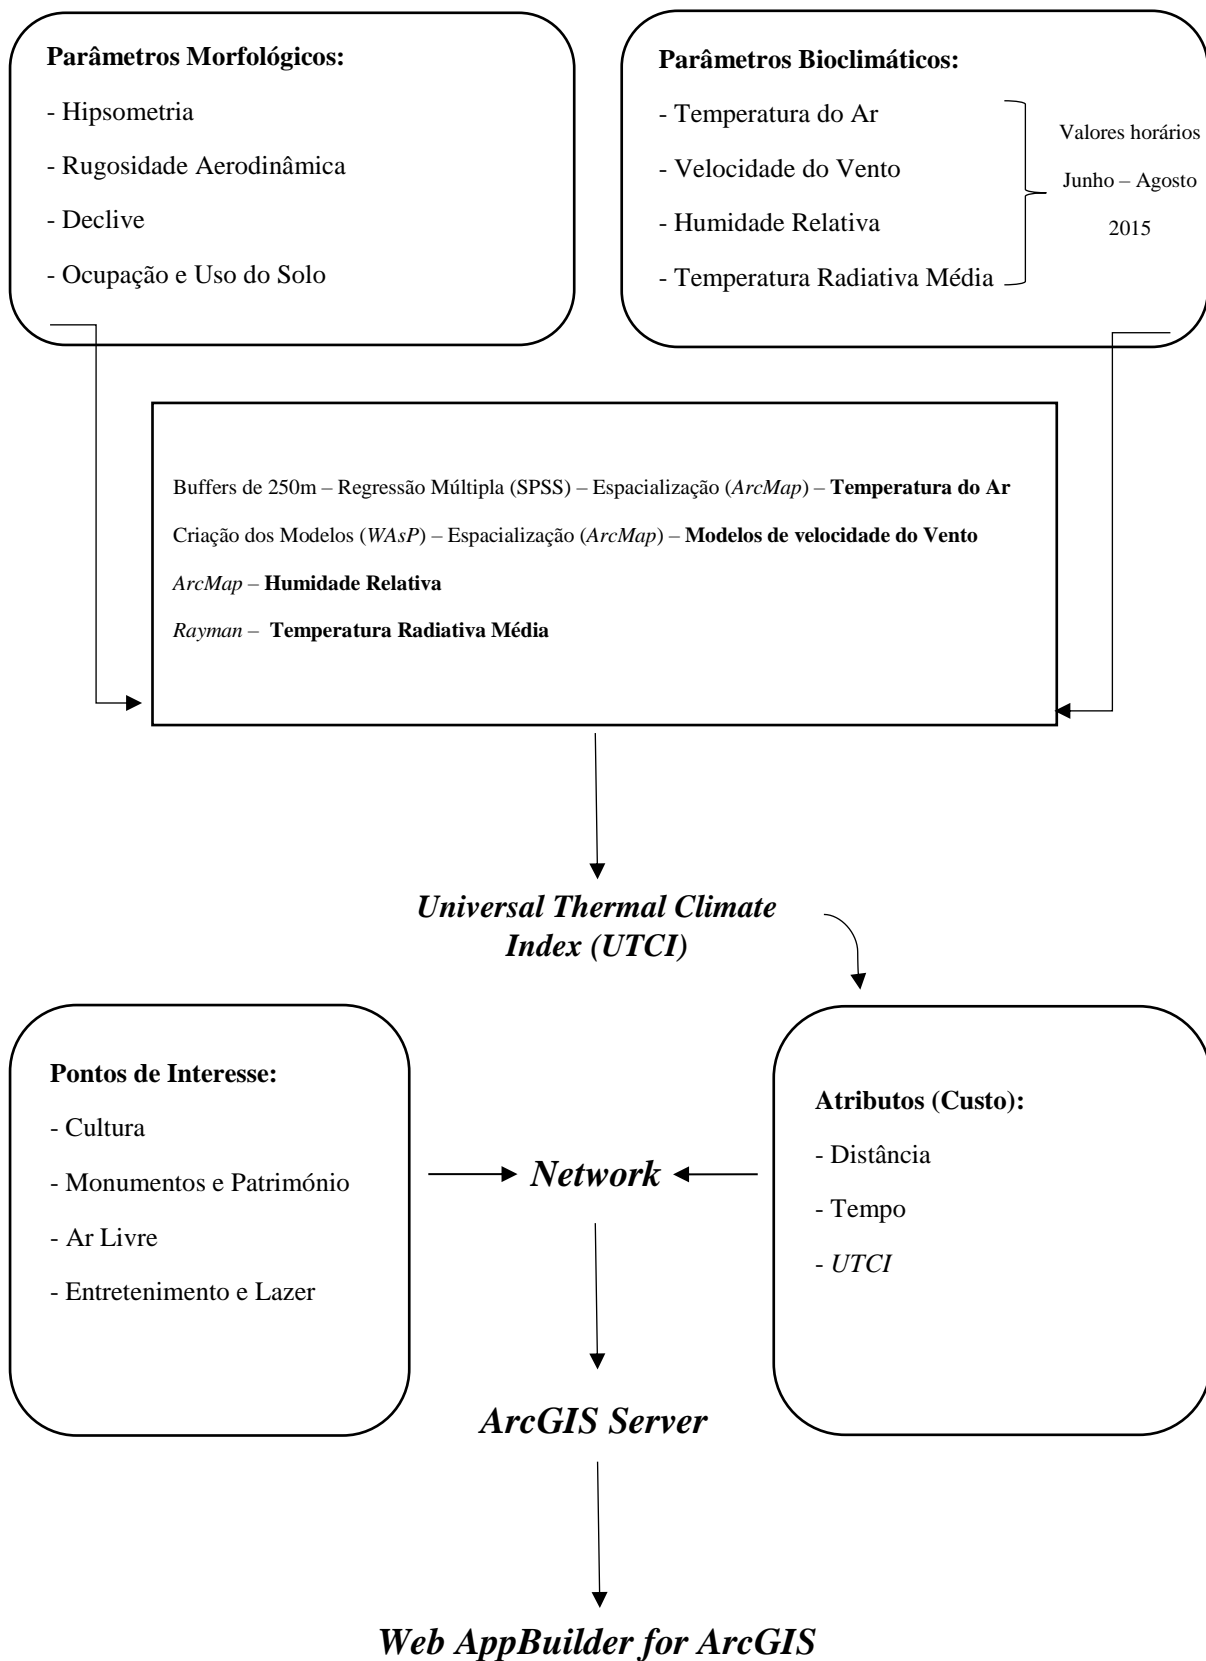 Parâmetros Morfológicos:
- Hipsometria
- Rugosidade Aerodinâmica
- Declive
- Ocupação e Uso do Solo
Parâmetros Bioclimáticos:
- Temperatura do Ar
- Velocidade do Vento
- Humidade Relativa
- Temperatura Radiativa Média
Valores horários
Junho – Agosto
2015
Buffers de 250m – Regressão Múltipla (SPSS) – Espacialização (ArcMap) – Temperatura do Ar
Criação dos Modelos (WAsP) – Espacialização (ArcMap) – Modelos de velocidade do Vento
ArcMap – Humidade Relativa
Rayman – Temperatura Radiativa Média
Universal Thermal Climate
Index (UTCI)
Pontos de Interesse:
- Cultura
- Monumentos e Património
- Ar Livre
- Entretenimento e Lazer
Network
Atributos (Custo):
- Distância
- Tempo
- UTCI
ArcGIS Server
Web AppBuilder for ArcGIS